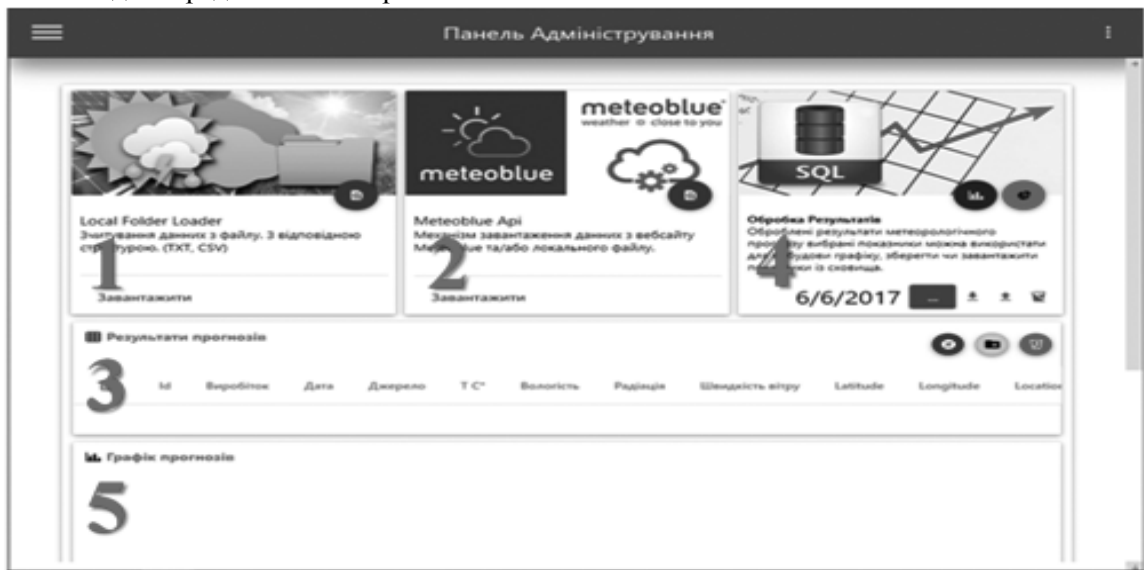 Панель Адміністрування
meteoblue
weather close to you
meteoblue
SQL
Local Folder Loader
Зчитування данних з файлу. З відповідною
структурою. (TXT, CSV)
1
Завантажити
Meteoblue Api
Механізм завантаження данних з вебсайту
Meteoblue та/або локального файлу.
2
Завантажити
Обробка Результатів
Оброблені результати метеорологічного
прогнозу вибрані показники можна використати
для побудови графіку, зберегти чи завантажити
із сховища.
4
6/6/2017 ...
Результати прогнозів
3
Id Виробіток Дата Джерело T C° Вологість Радіація Швидкість вітру Latitude Longitude Location
Графік прогнозів
5